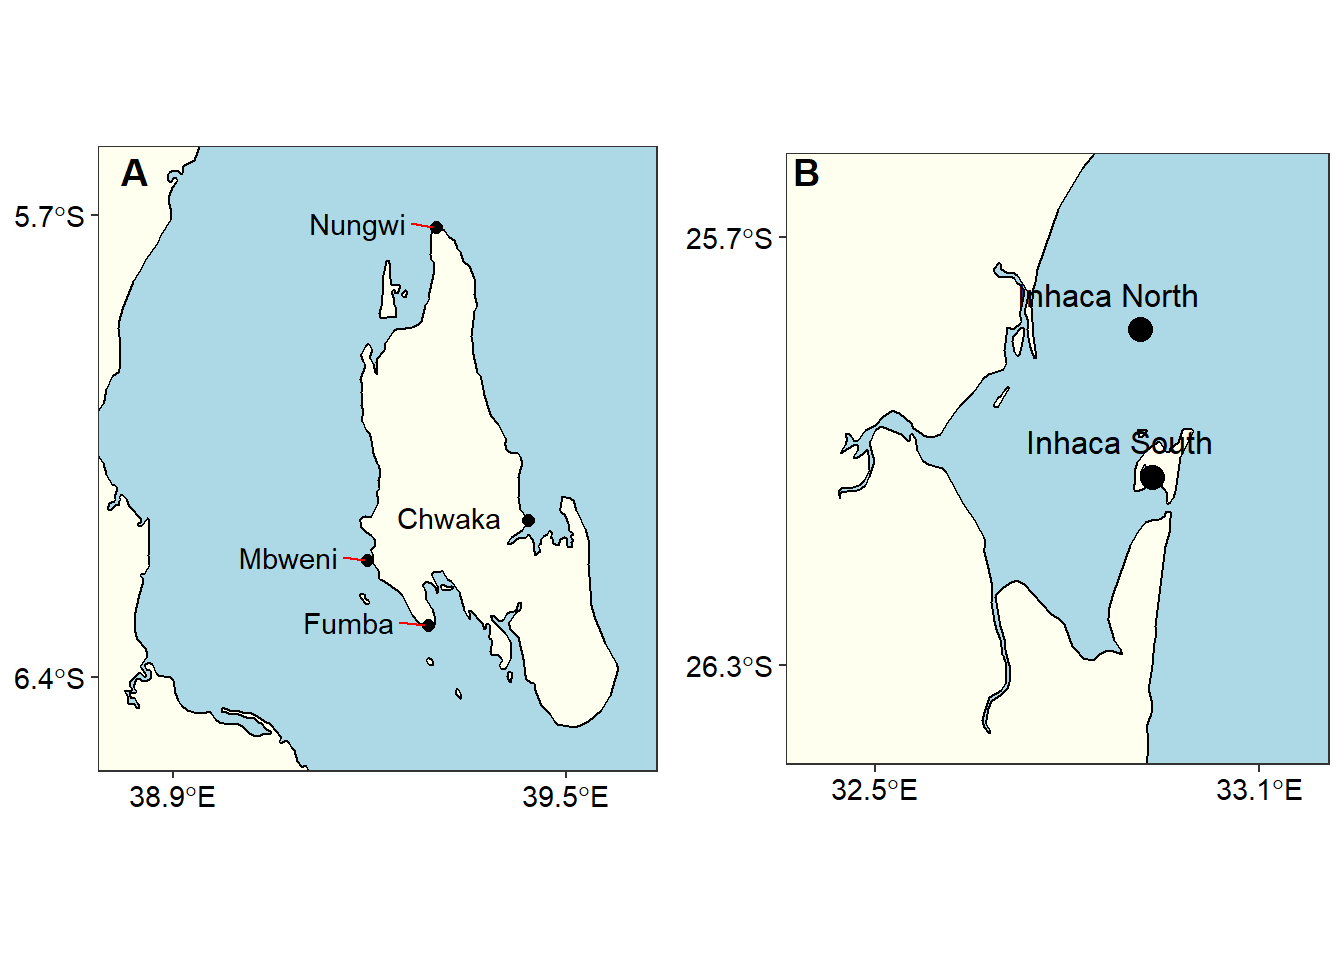 A
5.7°S
Nungwi
Chwaka
Mbweni
Fumba
6.4°S
38.9°E
39.5°E
B
25.7°S
Inhaca North
Inhaca South
26.3°S
32.5°E
33.1°E